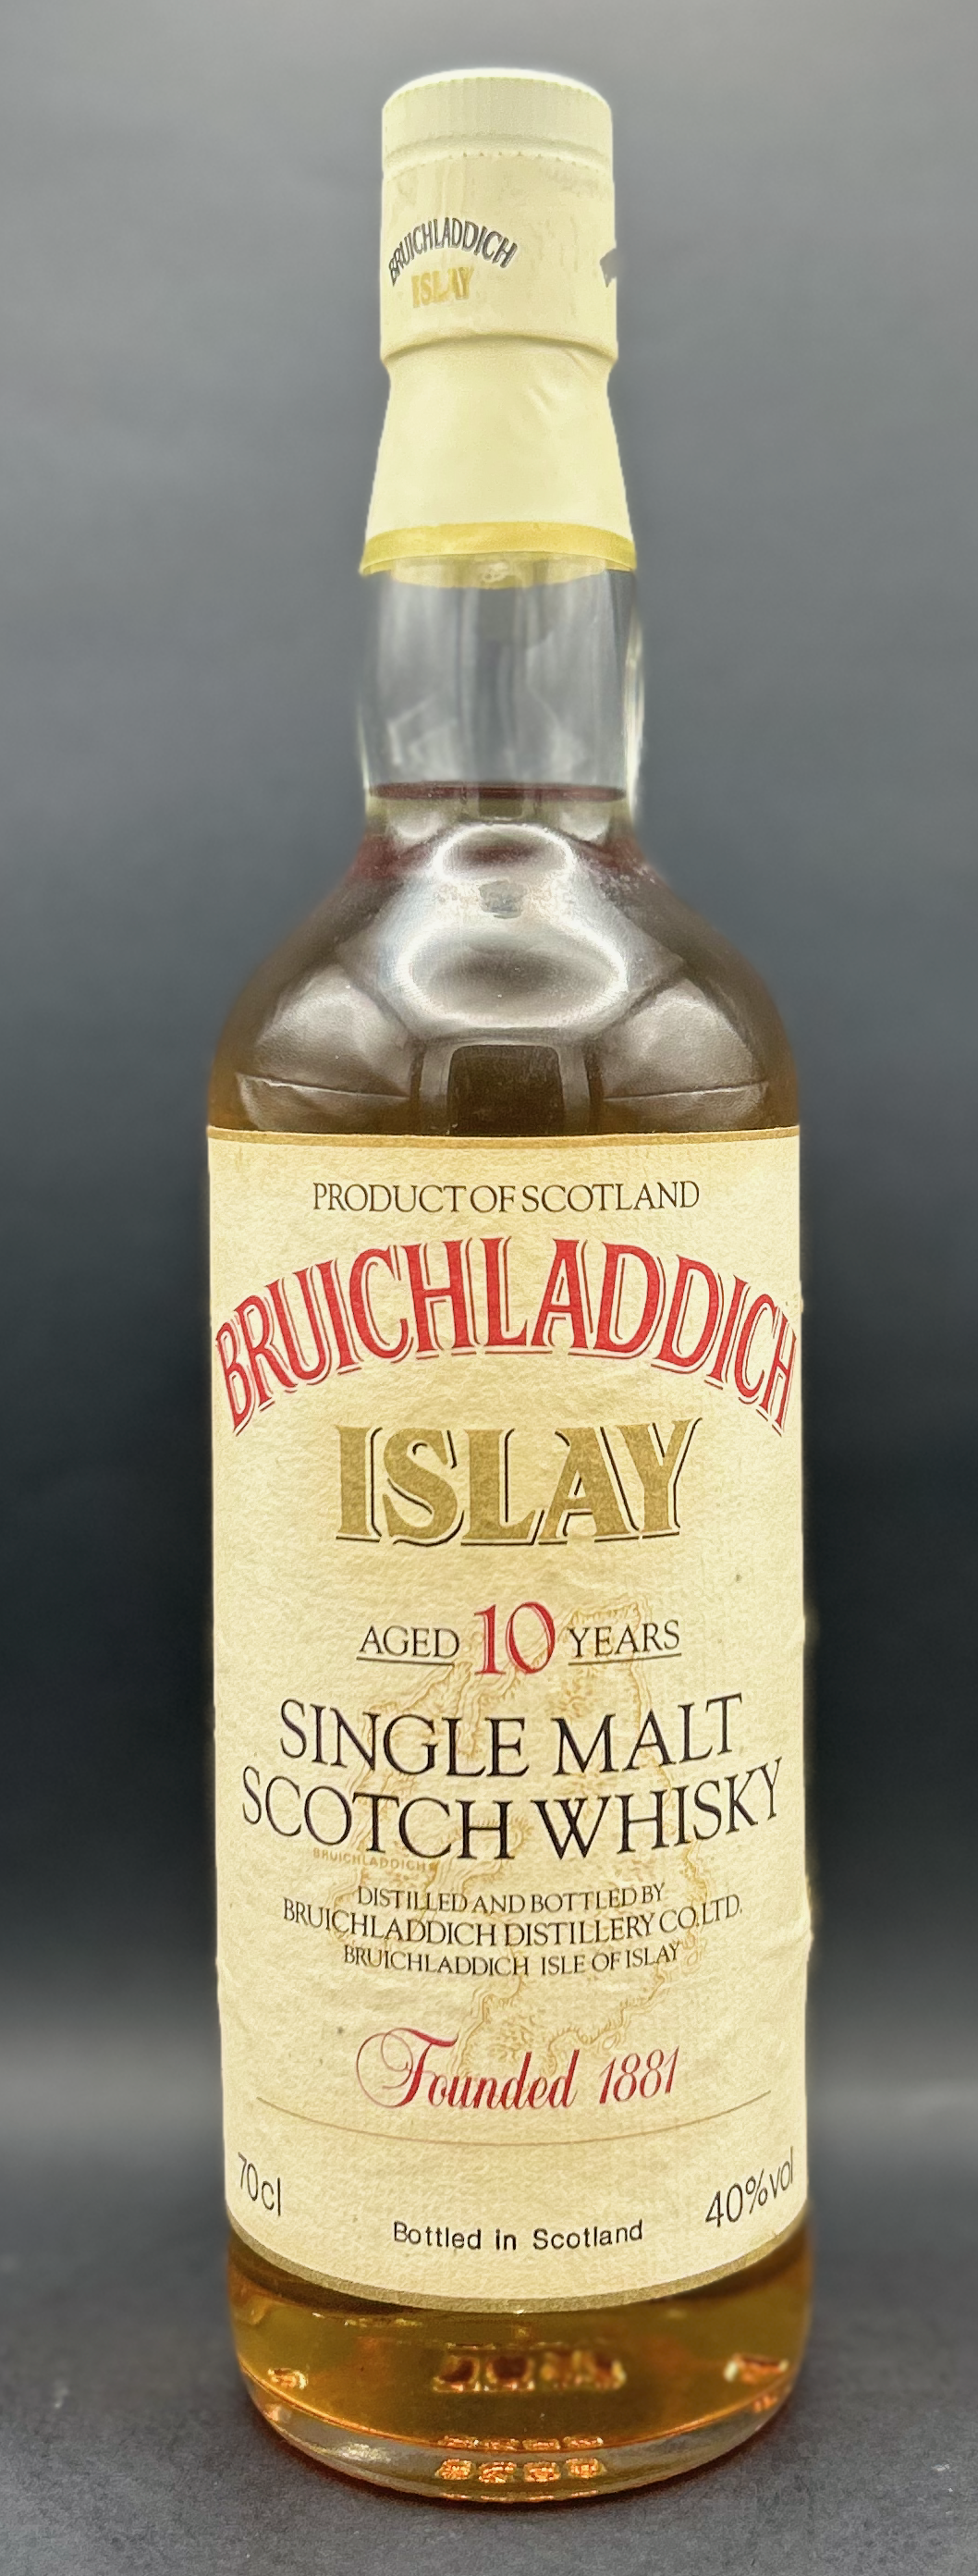 BRUICHLADDICH
ISLAY
PRODUCT OF SCOTLAND
BRUICHLADDICH
ISLAY
AGED 10 YEARS
SINGLE MALT
SCOTCH WHISKY
BRUICHLADDICH
DISTILLED AND BOTTLED BY
BRUICHLADDICH DISTILLERY CO. LTD.
BRUICHLADDICH ISLE OF ISLAY
Founded 1881
70cl
40%vol
Bottled in Scotland